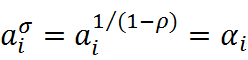 a_i^σ = a_i^{1/(1−ρ)} = α_i